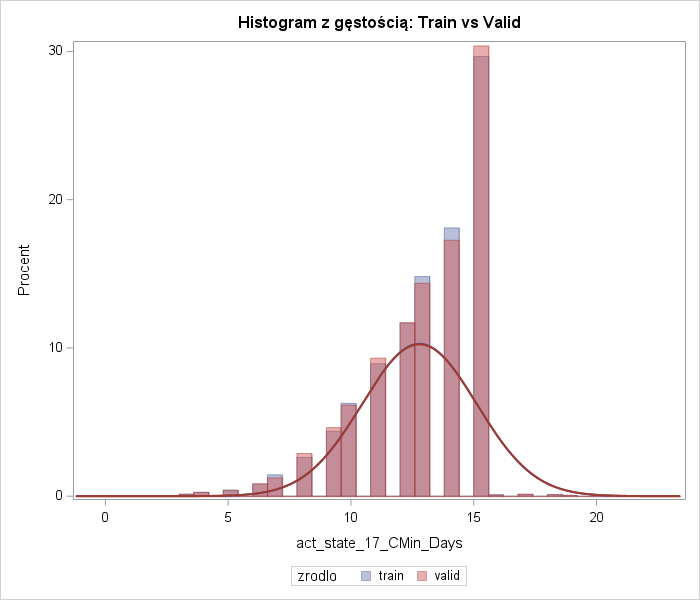 Histogram z gęstością: Train vs Valid
30
20
10
0
Procent
0 5 10 15 20
act_state_17_CMin_Days
zrodlo train valid